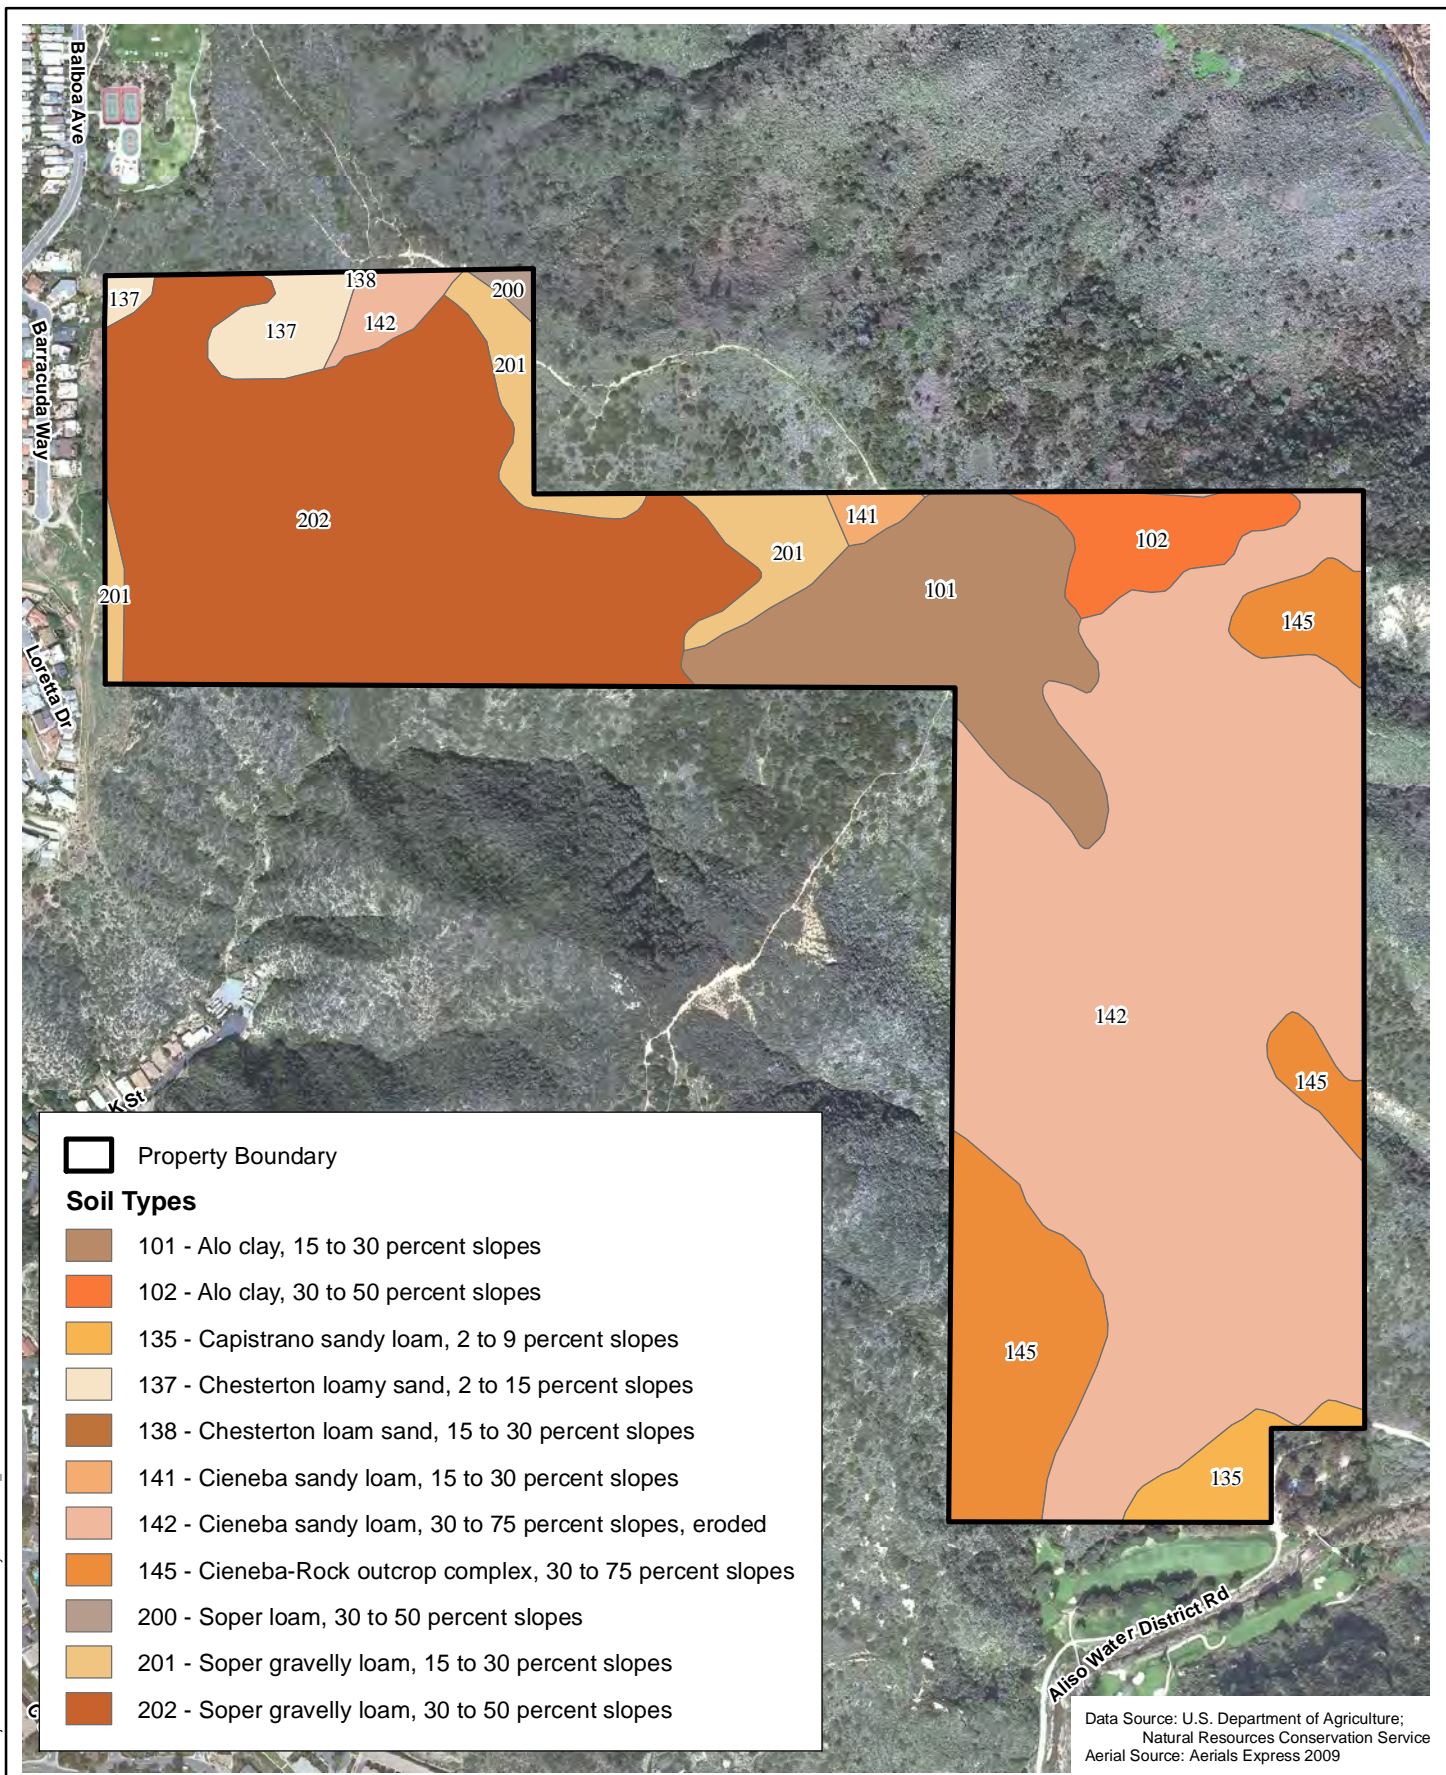 Balboa Ave
137
138
200
137
142
Barracuda Way
201
202
141
201
102
101
201
145
Loretta Dr
142
145
K St
Property Boundary
Soil Types
101 - Alo clay, 15 to 30 percent slopes
102 - Alo clay, 30 to 50 percent slopes
135 - Capistrano sandy loam, 2 to 9 percent slopes
137 - Chesterton loamy sand, 2 to 15 percent slopes
138 - Chesterton loam sand, 15 to 30 percent slopes
141 - Cieneba sandy loam, 15 to 30 percent slopes
142 - Cieneba sandy loam, 30 to 75 percent slopes, eroded
145 - Cieneba-Rock outcrop complex, 30 to 75 percent slopes
200 - Soper loam, 30 to 50 percent slopes
201 - Soper gravelly loam, 15 to 30 percent slopes
202 - Soper gravelly loam, 30 to 50 percent slopes
145
135
Aliso Water District Rd
Data Source: U.S. Department of Agriculture;
Natural Resources Conservation Service
Aerial Source: Aerials Express 2009